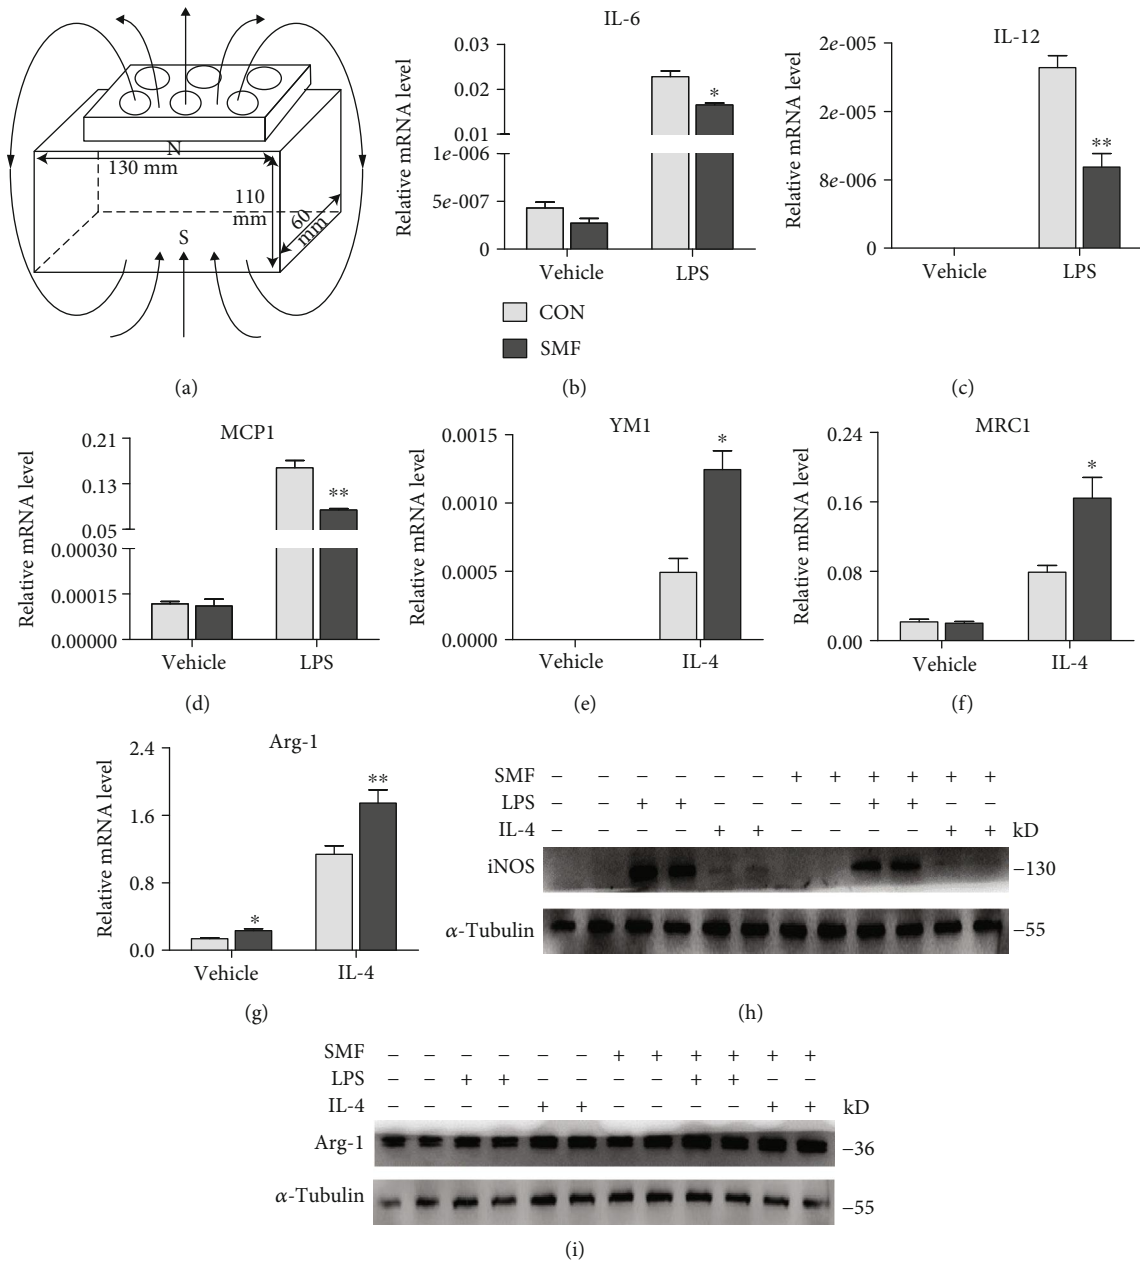 N
130 mm
110
mm
60
mm
S
(a)
IL-6
Relative mRNA level
0.03
0.02
0.01
1e-006
5e-007
0
Vehicle
LPS
CON
SMF
*
(b)
IL-12
Relative mRNA level
2e-005
2e-005
8e-006
0
**
Vehicle
LPS
(c)
MCP1
Relative mRNA level
0.21
0.13
0.05
0.00030
0.00015
0.00000
**
Vehicle
LPS
(d)
YM1
Relative mRNA level
0.0015
0.0010
0.0005
0.0000
*
Vehicle
IL-4
(e)
MRC1
Relative mRNA level
0.24
0.16
0.08
0.00
*
Vehicle
IL-4
(f)
Arg-1
Relative mRNA level
2.4
1.6
0.8
0.0
*
**
Vehicle
IL-4
(g)
SMF − − − − − − + + + + + +
LPS − − + + − − − − + + − −
IL-4 − − − − + + − − − − + + kD
iNOS −130
α-Tubulin −55
(h)
SMF − − − − − − + + + + + +
LPS − − + + − − − − + + − −
IL-4 − − − − + + − − − − + + kD
Arg-1 −36
α-Tubulin −55
(i)